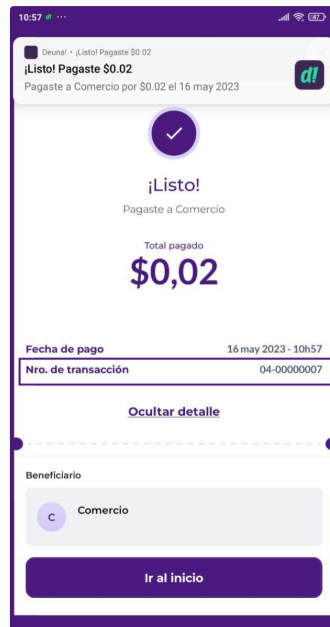 10:57 d! ...
47
Deuna! • ¡Listo! Pagaste $0.02
¡Listo! Pagaste $0.02
Pagaste a Comercio por $0.02 el 16 may 2023
d!
¡Listo!
Pagaste a Comercio
Total pagado
$0,02
Fecha de pago 16 may 2023 - 10h57
Nro. de transacción 04-00000007
Ocultar detalle
Beneficiario
C Comercio
Ir al inicio